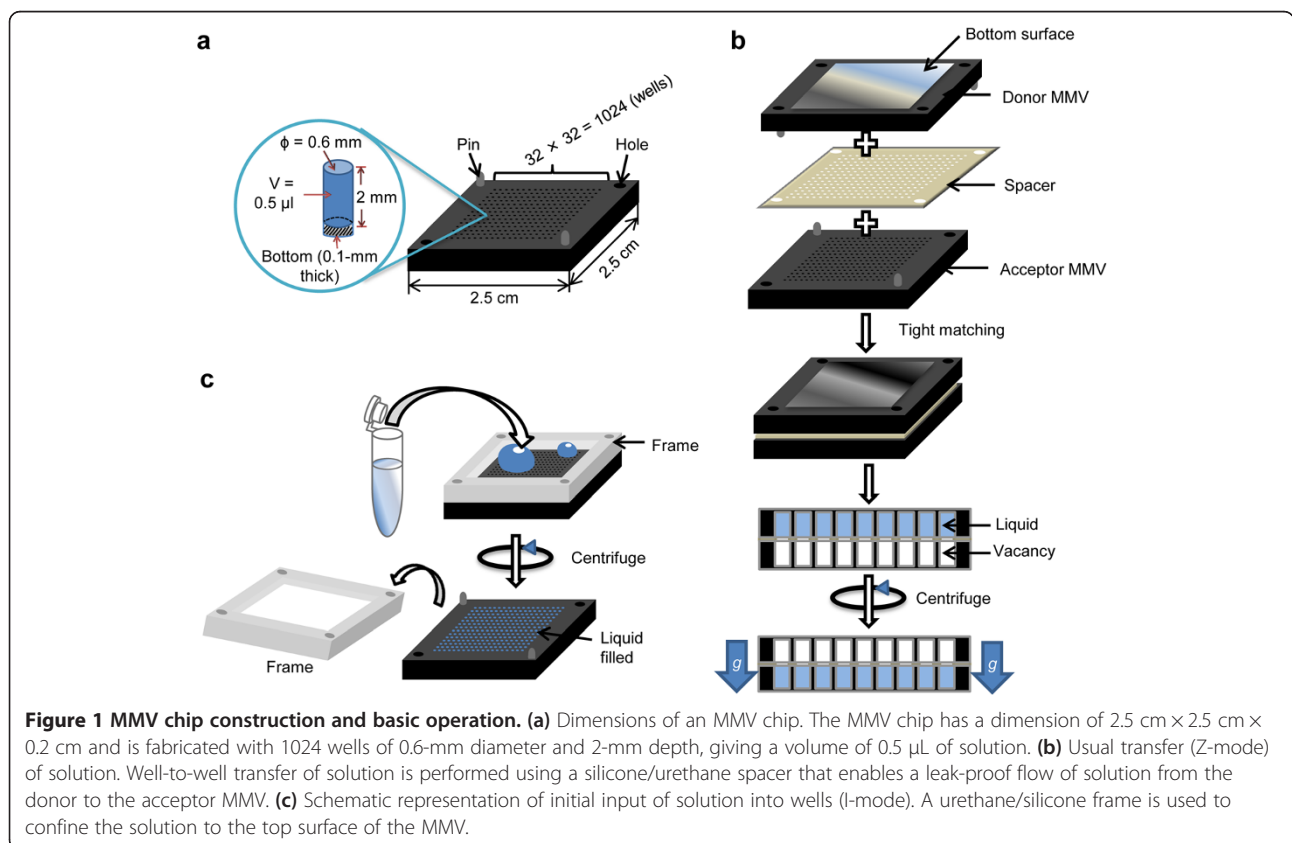 a
ϕ = 0.6 mm
V =
0.5 µl
2 mm
Bottom (0.1-mm
thick)
Pin
32 × 32 = 1024 (wells)
Hole
2.5 cm
2.5 cm
b
Bottom surface
Donor MMV
Spacer
Acceptor MMV
Tight matching
Liquid
Vacancy
Centrifuge
g
g
c
Frame
Centrifuge
Liquid
filled
Frame
Figure 1 MMV chip construction and basic operation. (a) Dimensions of an MMV chip. The MMV chip has a dimension of 2.5 cm × 2.5 cm ×
0.2 cm and is fabricated with 1024 wells of 0.6-mm diameter and 2-mm depth, giving a volume of 0.5 μL of solution. (b) Usual transfer (Z-mode)
of solution. Well-to-well transfer of solution is performed using a silicone/urethane spacer that enables a leak-proof flow of solution from the
donor to the acceptor MMV. (c) Schematic representation of initial input of solution into wells (I-mode). A urethane/silicone frame is used to
confine the solution to the top surface of the MMV.